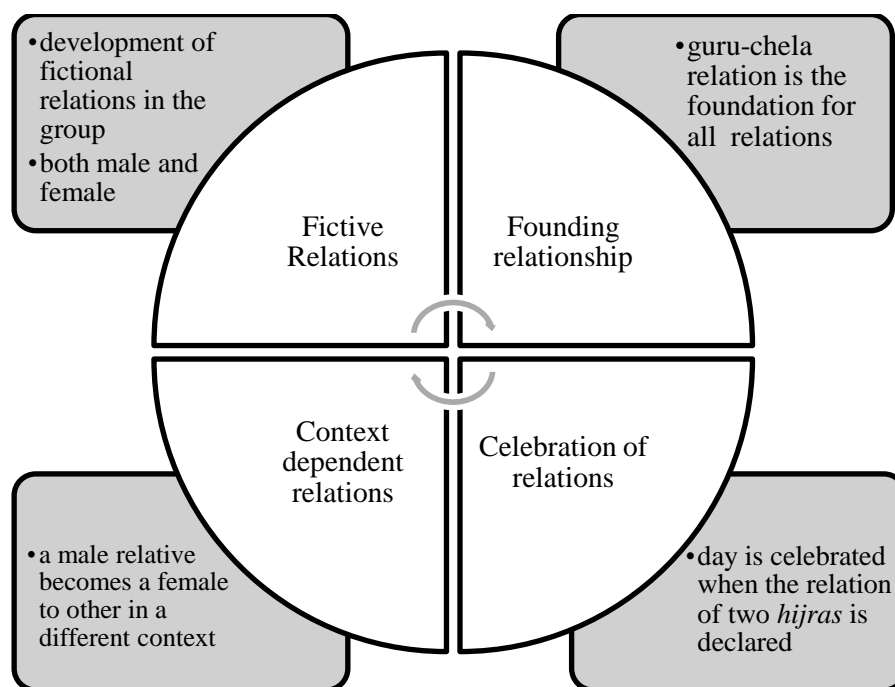 •development of
fictional
relations in the
group
•both male and
female
•guru-chela
relation is the
foundation for
all relations
Fictive
Relations
Founding
relationship
Context
dependent
relations
Celebration of
relations
•a male relative
becomes a female
to other in a
different context
•day is celebrated
when the relation
of two hijras is
declared